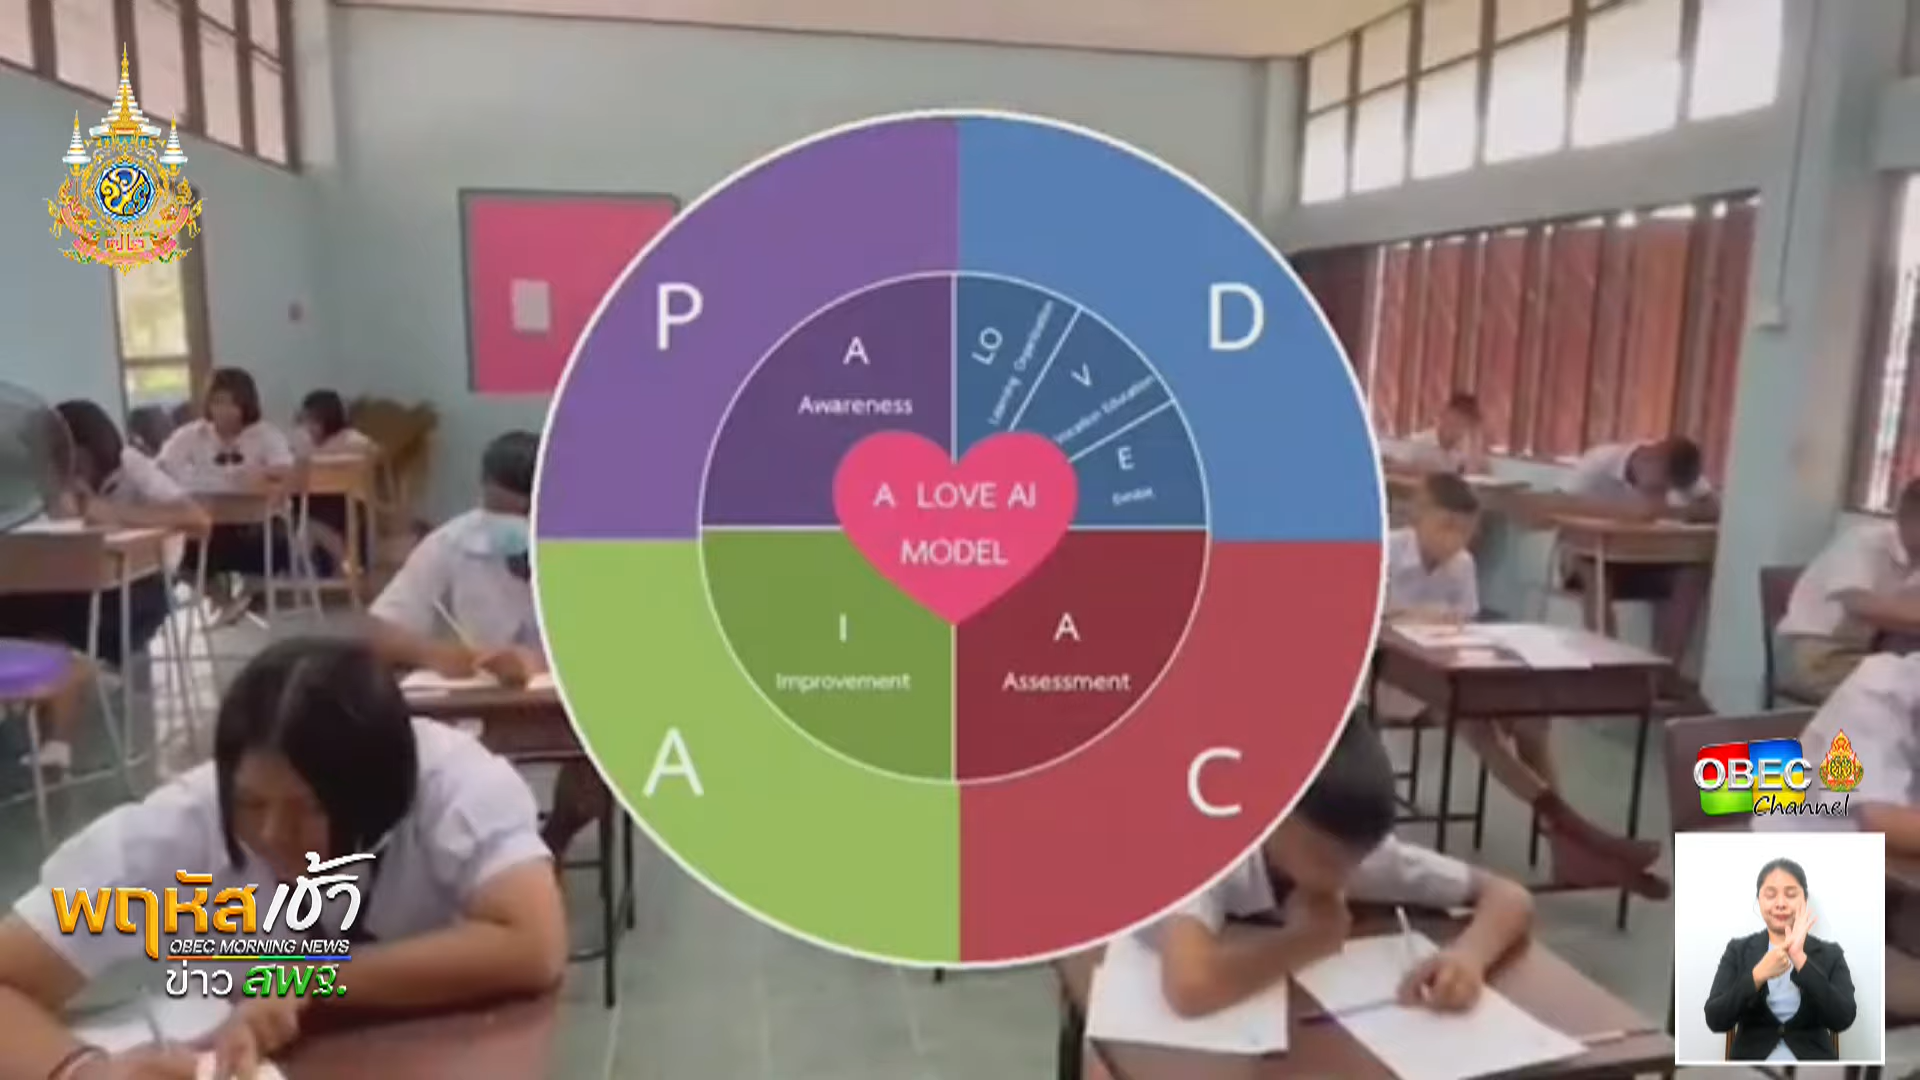 P
D
A
Awareness
LO
Learning Organization
V
Vocation Education
E
A LOVE AI
MODEL
I
Improvement
A
Assessment
A
C
OBEC
Channel
พฤหัสเช้า
OBEC MORNING NEWS
ข่าว สพฐ.